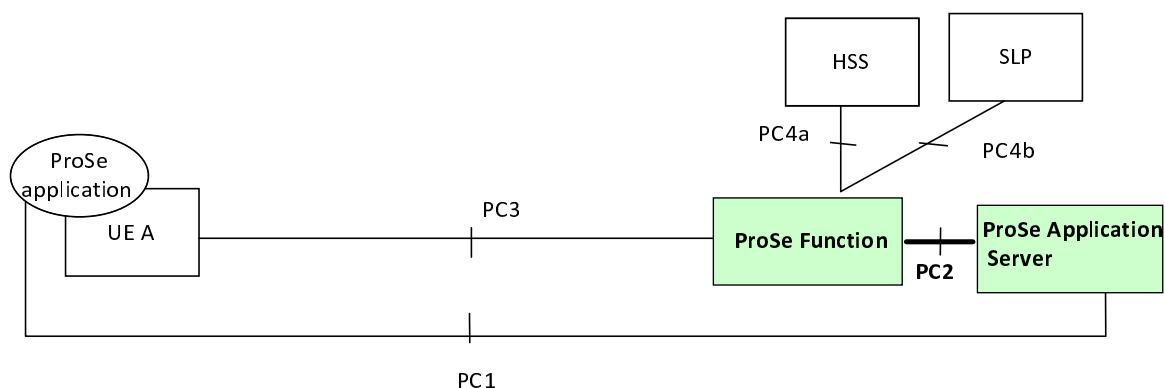 HSS
SLP
PC4a
PC4b
ProSe
application
UE A
PC3
ProSe Function
PC2
ProSe Application
Server
PC1